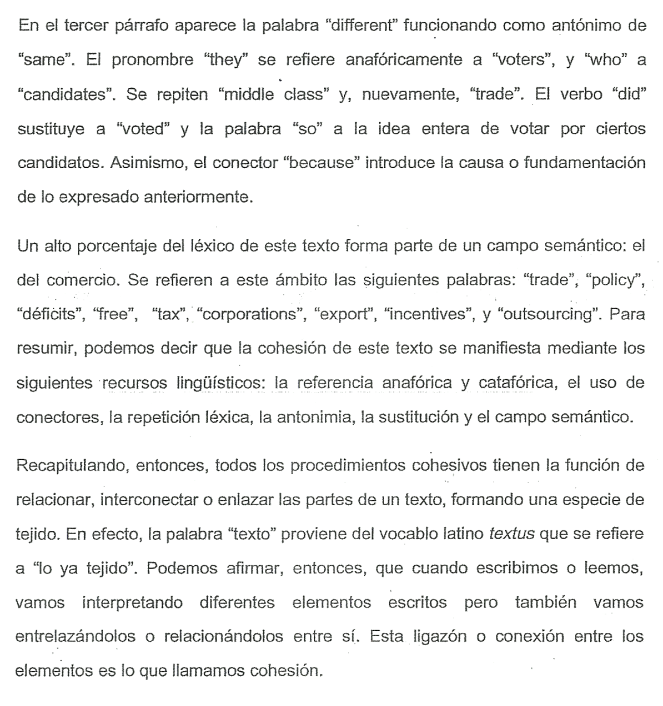 En el tercer párrafo aparece la palabra “different” funcionando como antónimo de
“same”. El pronombre “they” se refiere anafóricamente a “voters”, y “who” a
“candidates”. Se repiten “middle class” y, nuevamente, “trade”. El verbo “did”
sustituye a “voted” y la palabra “so” a la idea entera de votar por ciertos
candidatos. Asimismo, el conector “because” introduce la causa o fundamentación
de lo expresado anteriormente.
Un alto porcentaje del léxico de este texto forma parte de un campo semántico: el
del comercio. Se refieren a este ámbito las siguientes palabras: “trade”, “policy”,
“déficits”, “free”, “tax”, “corporations”, “export”, “incentives”, y “outsourcing”. Para
resumir, podemos decir que la cohesión de este texto se manifiesta mediante los
siguientes recursos lingüísticos: la referencia anafórica y catafórica, el uso de
conectores, la repetición léxica, la antonimia, la sustitución y el campo semántico.
Recapitulando, entonces, todos los procedimientos cohesivos tienen la función de
relacionar, interconectar o enlazar las partes de un texto, formando una especie de
tejido. En efecto, la palabra “texto” proviene del vocablo latino textus que se refiere
a “lo ya tejido”. Podemos afirmar, entonces, que cuando escribimos o leemos,
vamos interpretando diferentes elementos escritos pero también vamos
entrelazándolos o relacionándolos entre sí. Esta ligazón o conexión entre los
elementos es lo que llamamos cohesión.